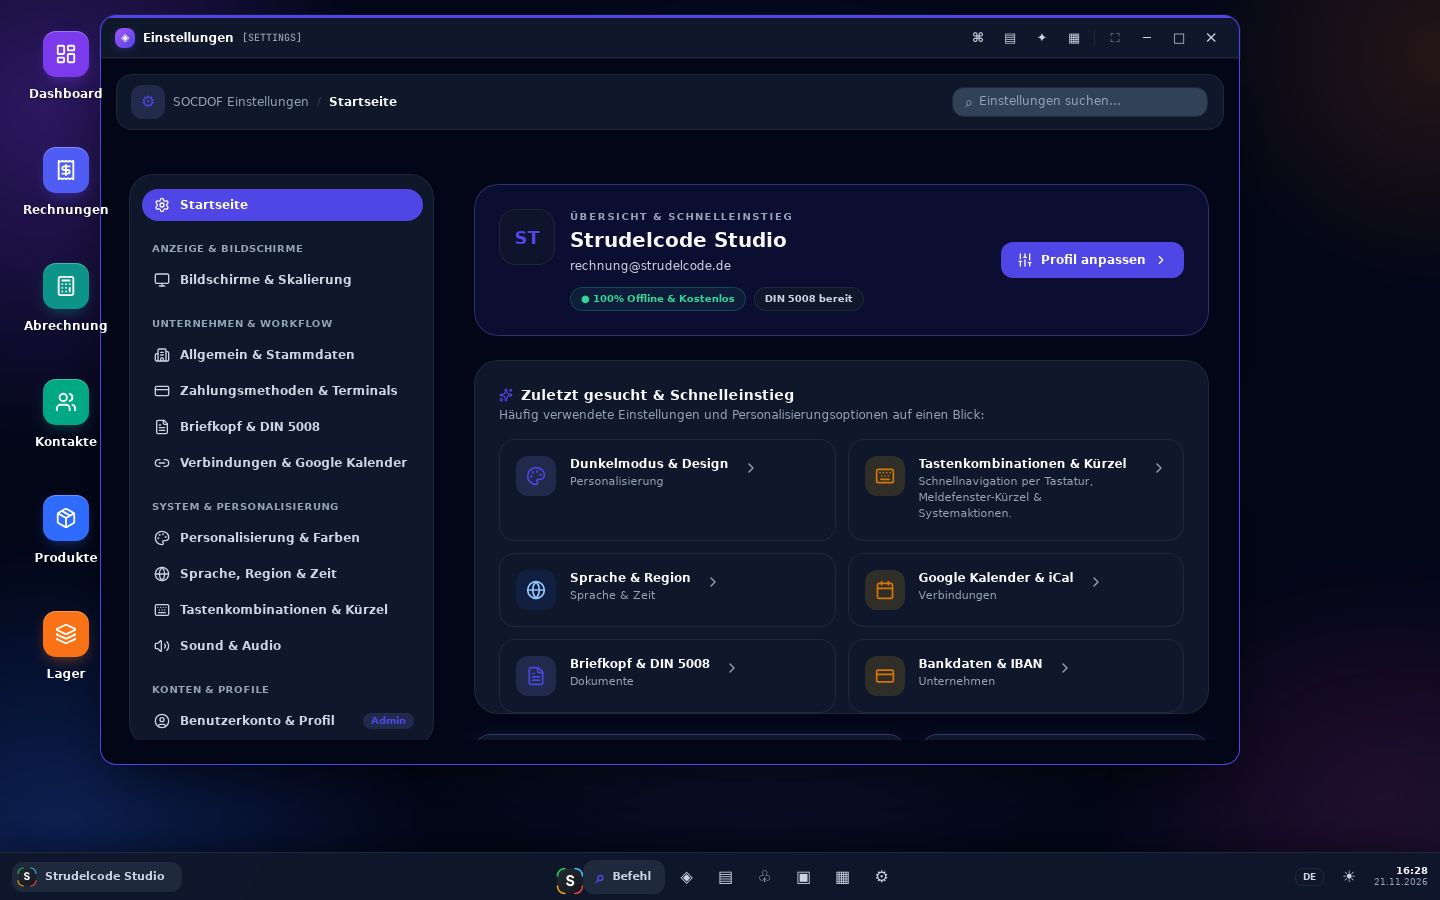 Dashboard
Rechnungen
Abrechnung
Kontakte
Produkte
Lager
Einstellungen [SETTINGS]
SOCDOF Einstellungen / Startseite
Einstellungen suchen...
Startseite
ANZEIGE & BILDSCHIRME
Bildschirme & Skalierung
UNTERNEHMEN & WORKFLOW
Allgemein & Stammdaten
Zahlungsmethoden & Terminals
Briefkopf & DIN 5008
Verbindungen & Google Kalender
SYSTEM & PERSONALISIERUNG
Personalisierung & Farben
Sprache, Region & Zeit
Tastenkombinationen & Kürzel
Sound & Audio
KONTEN & PROFILE
Benutzerkonto & Profil Admin
ST
ÜBERSICHT & SCHNELLEINSTIEG
Strudelcode Studio
rechnung@strudelcode.de
100% Offline & Kostenlos DIN 5008 bereit
Profil anpassen
Zuletzt gesucht & Schnelleinstieg
Häufig verwendete Einstellungen und Personalisierungsoptionen auf einen Blick:
Dunkelmodus & Design
Personalisierung
Tastenkombinationen & Kürzel
Schnellnavigation per Tastatur,
Meldefenster-Kürzel &
Systemaktionen.
Sprache & Region
Sprache & Zeit
Google Kalender & iCal
Verbindungen
Briefkopf & DIN 5008
Dokumente
Bankdaten & IBAN
Unternehmen
S Strudelcode Studio
S
Befehl
DE
16:28
21.11.2026